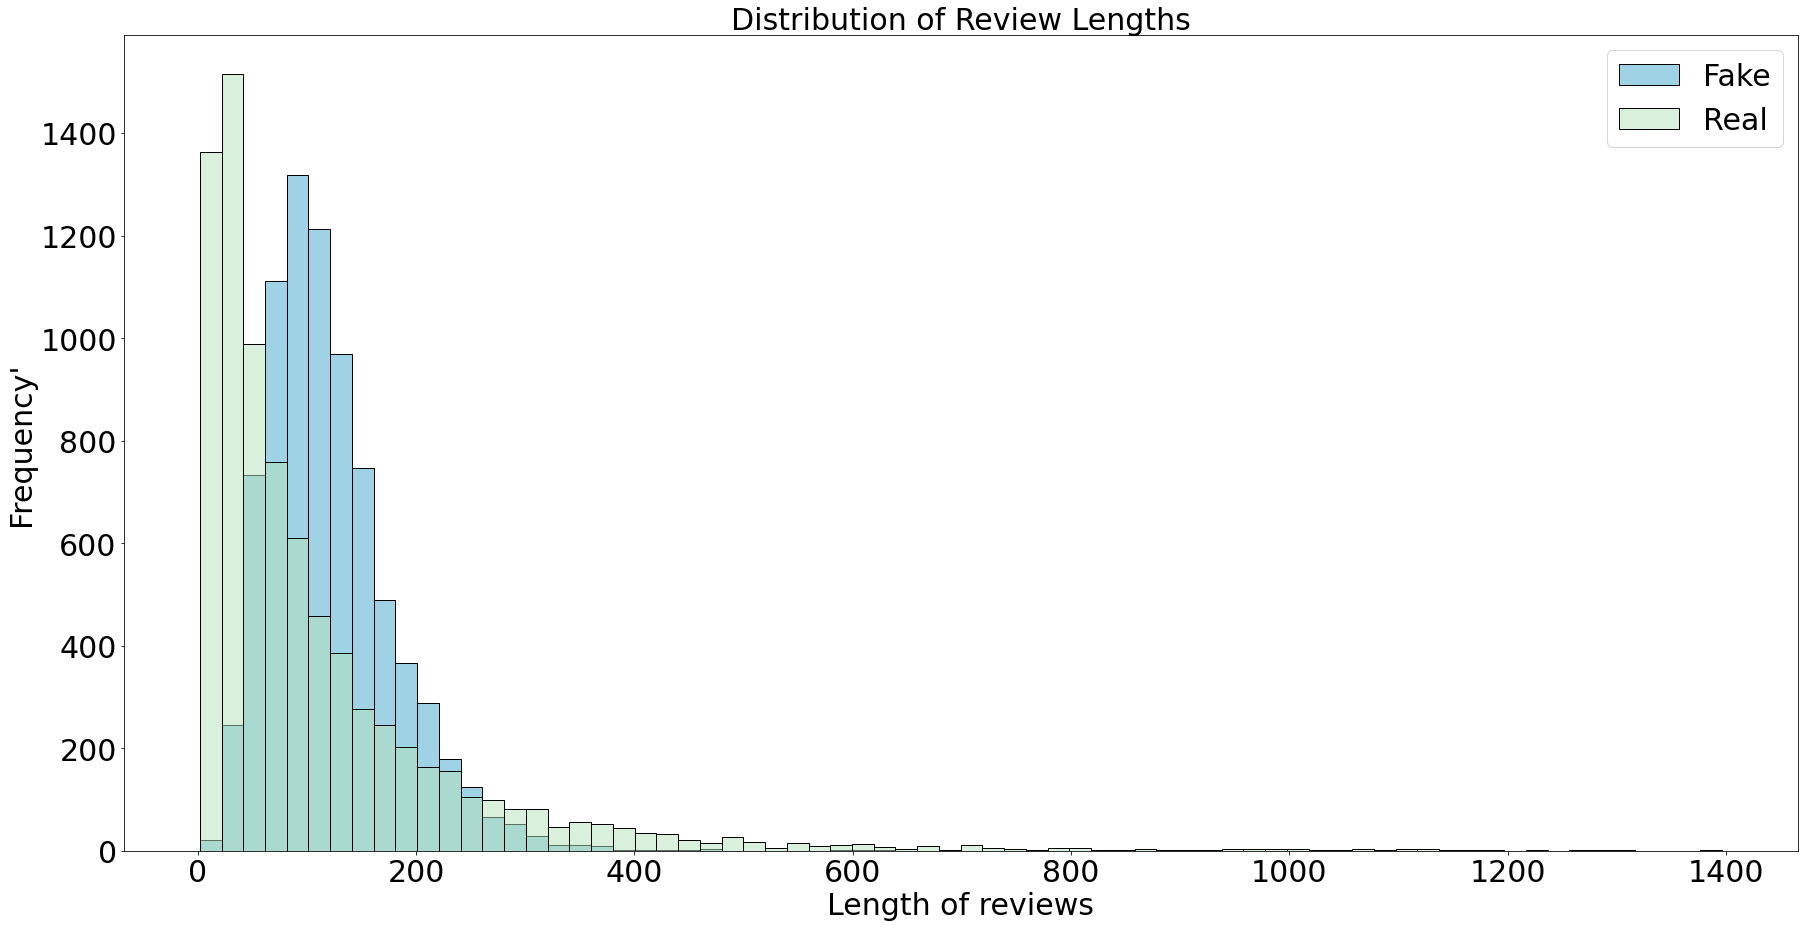 Distribution of Review Lengths
Fake
Real
Frequency'
1400
1200
1000
800
600
400
200
0
0 200 400 600 800 1000 1200 1400
Length of reviews